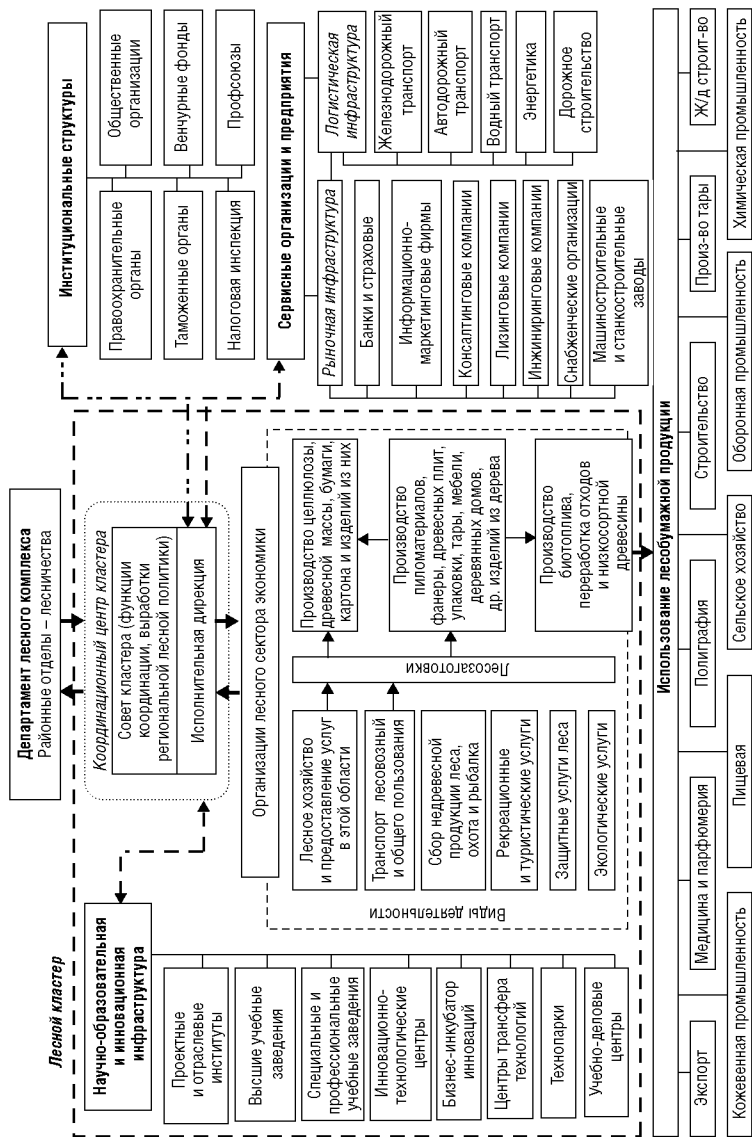 Департамент лесного комплекса
Районные отделы – лесничества
Лесной кластер
Координационный центр кластера
Совет кластера (функции
координации, выработки
региональной лесной политики)
Исполнительная дирекция
Научно-образовательная
и инновационная
инфраструктура
Проектные
и отраслевые
институты
Высшие учебные
заведения
Специальные и
профессиональные
учебные заведения
Инновационно-
технологические
центры
Бизнес-инкубатор
инноваций
Центры трансфера
технологий
Технопарки
Учебно-деловые
центры
Организации лесного сектора экономики
Виды деятельности
Лесное хозяйство
и предоставление услуг
в этой области
Транспорт лесовозный
и общего пользования
Сбор недревесной
продукции леса,
охота и рыбалка
Рекреационные
и туристические услуги
Защитные услуги леса
Экологические услуги
Лесозаготовки
Производство целлюлозы,
древесной массы, бумаги,
картона и изделий из них
Производство
пиломатериалов,
фанеры, древесных плит,
упаковки, тары, мебели,
деревянных домов,
др. изделий из дерева
Производство
биотоплива,
переработка отходов
и низкосортной
древесины
Институциональные структуры
Правоохранительные
органы
Общественные
организации
Таможенные органы
Венчурные фонды
Налоговая инспекция
Профсоюзы
Сервисные организации и предприятия
Рыночная инфраструктура
Банки и страховые
Информационно-
маркетинговые фирмы
Консалтинговые компании
Лизинговые компании
Инжиниринговые компании
Снабженческие организации
Машиностроительные
и станкостроительные
заводы
Логистическая
инфраструктура
Железнодорожный
транспорт
Автодорожный
транспорт
Водный транспорт
Энергетика
Дорожное
строительство
Использование лесобумажной продукции
Экспорт
Медицина и парфюмерия
Полиграфия
Строительство
Произ-во тары
Ж/д строит-во
Кожевенная промышленность
Пищевая
Сельское хозяйство
Оборонная промышленность
Химическая промышленность